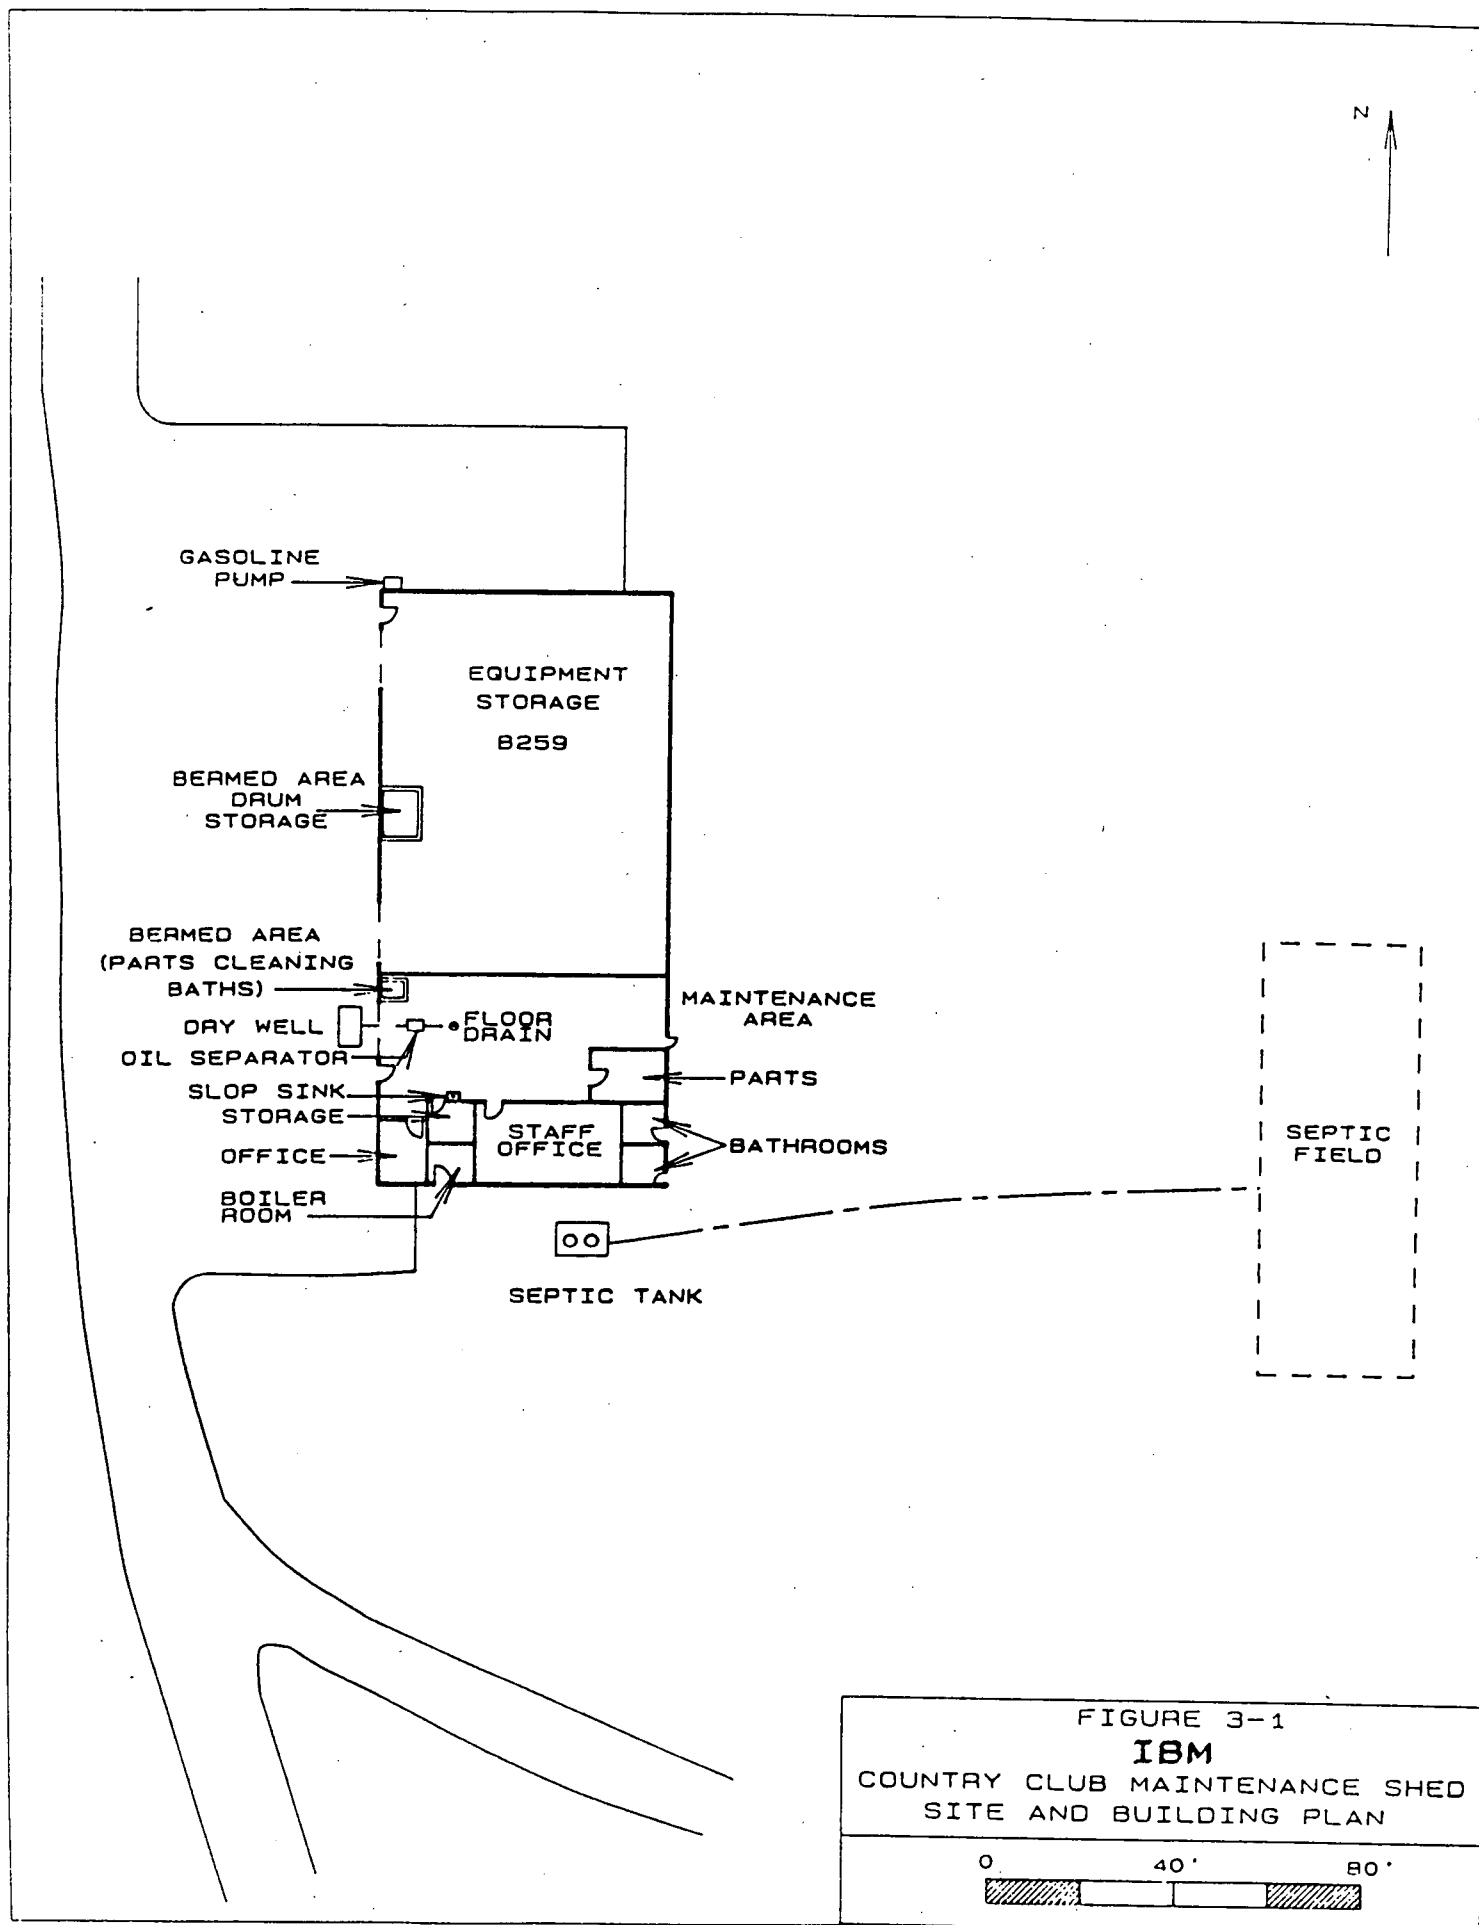 N
GASOLINE
PUMP
EQUIPMENT
STORAGE
B259
BERMED AREA
DRUM
STORAGE
BERMED AREA
(PARTS CLEANING
BATHS)
MAINTENANCE
AREA
DRY WELL
FLOOR
DRAIN
OIL SEPARATOR
PARTS
SLOP SINK
STORAGE
STAFF
OFFICE
BATHROOMS
OFFICE
BOILER
ROOM
SEPTIC
FIELD
SEPTIC TANK
FIGURE 3-1
IBM
COUNTRY CLUB MAINTENANCE SHED
SITE AND BUILDING PLAN
0 40' 80'